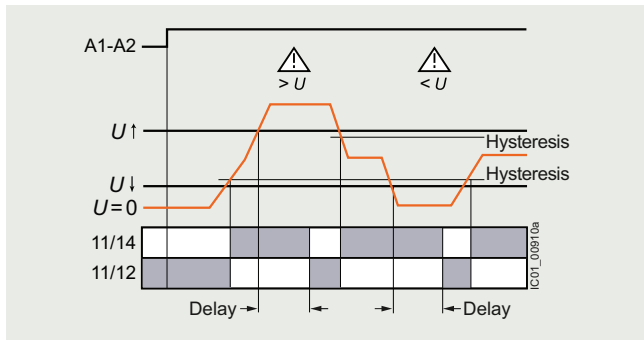 A1-A2
> U
< U
U↑
Hysteresis
Hysteresis
U↓
U=0
11/14
11/12
Delay
Delay
IC01_00910a